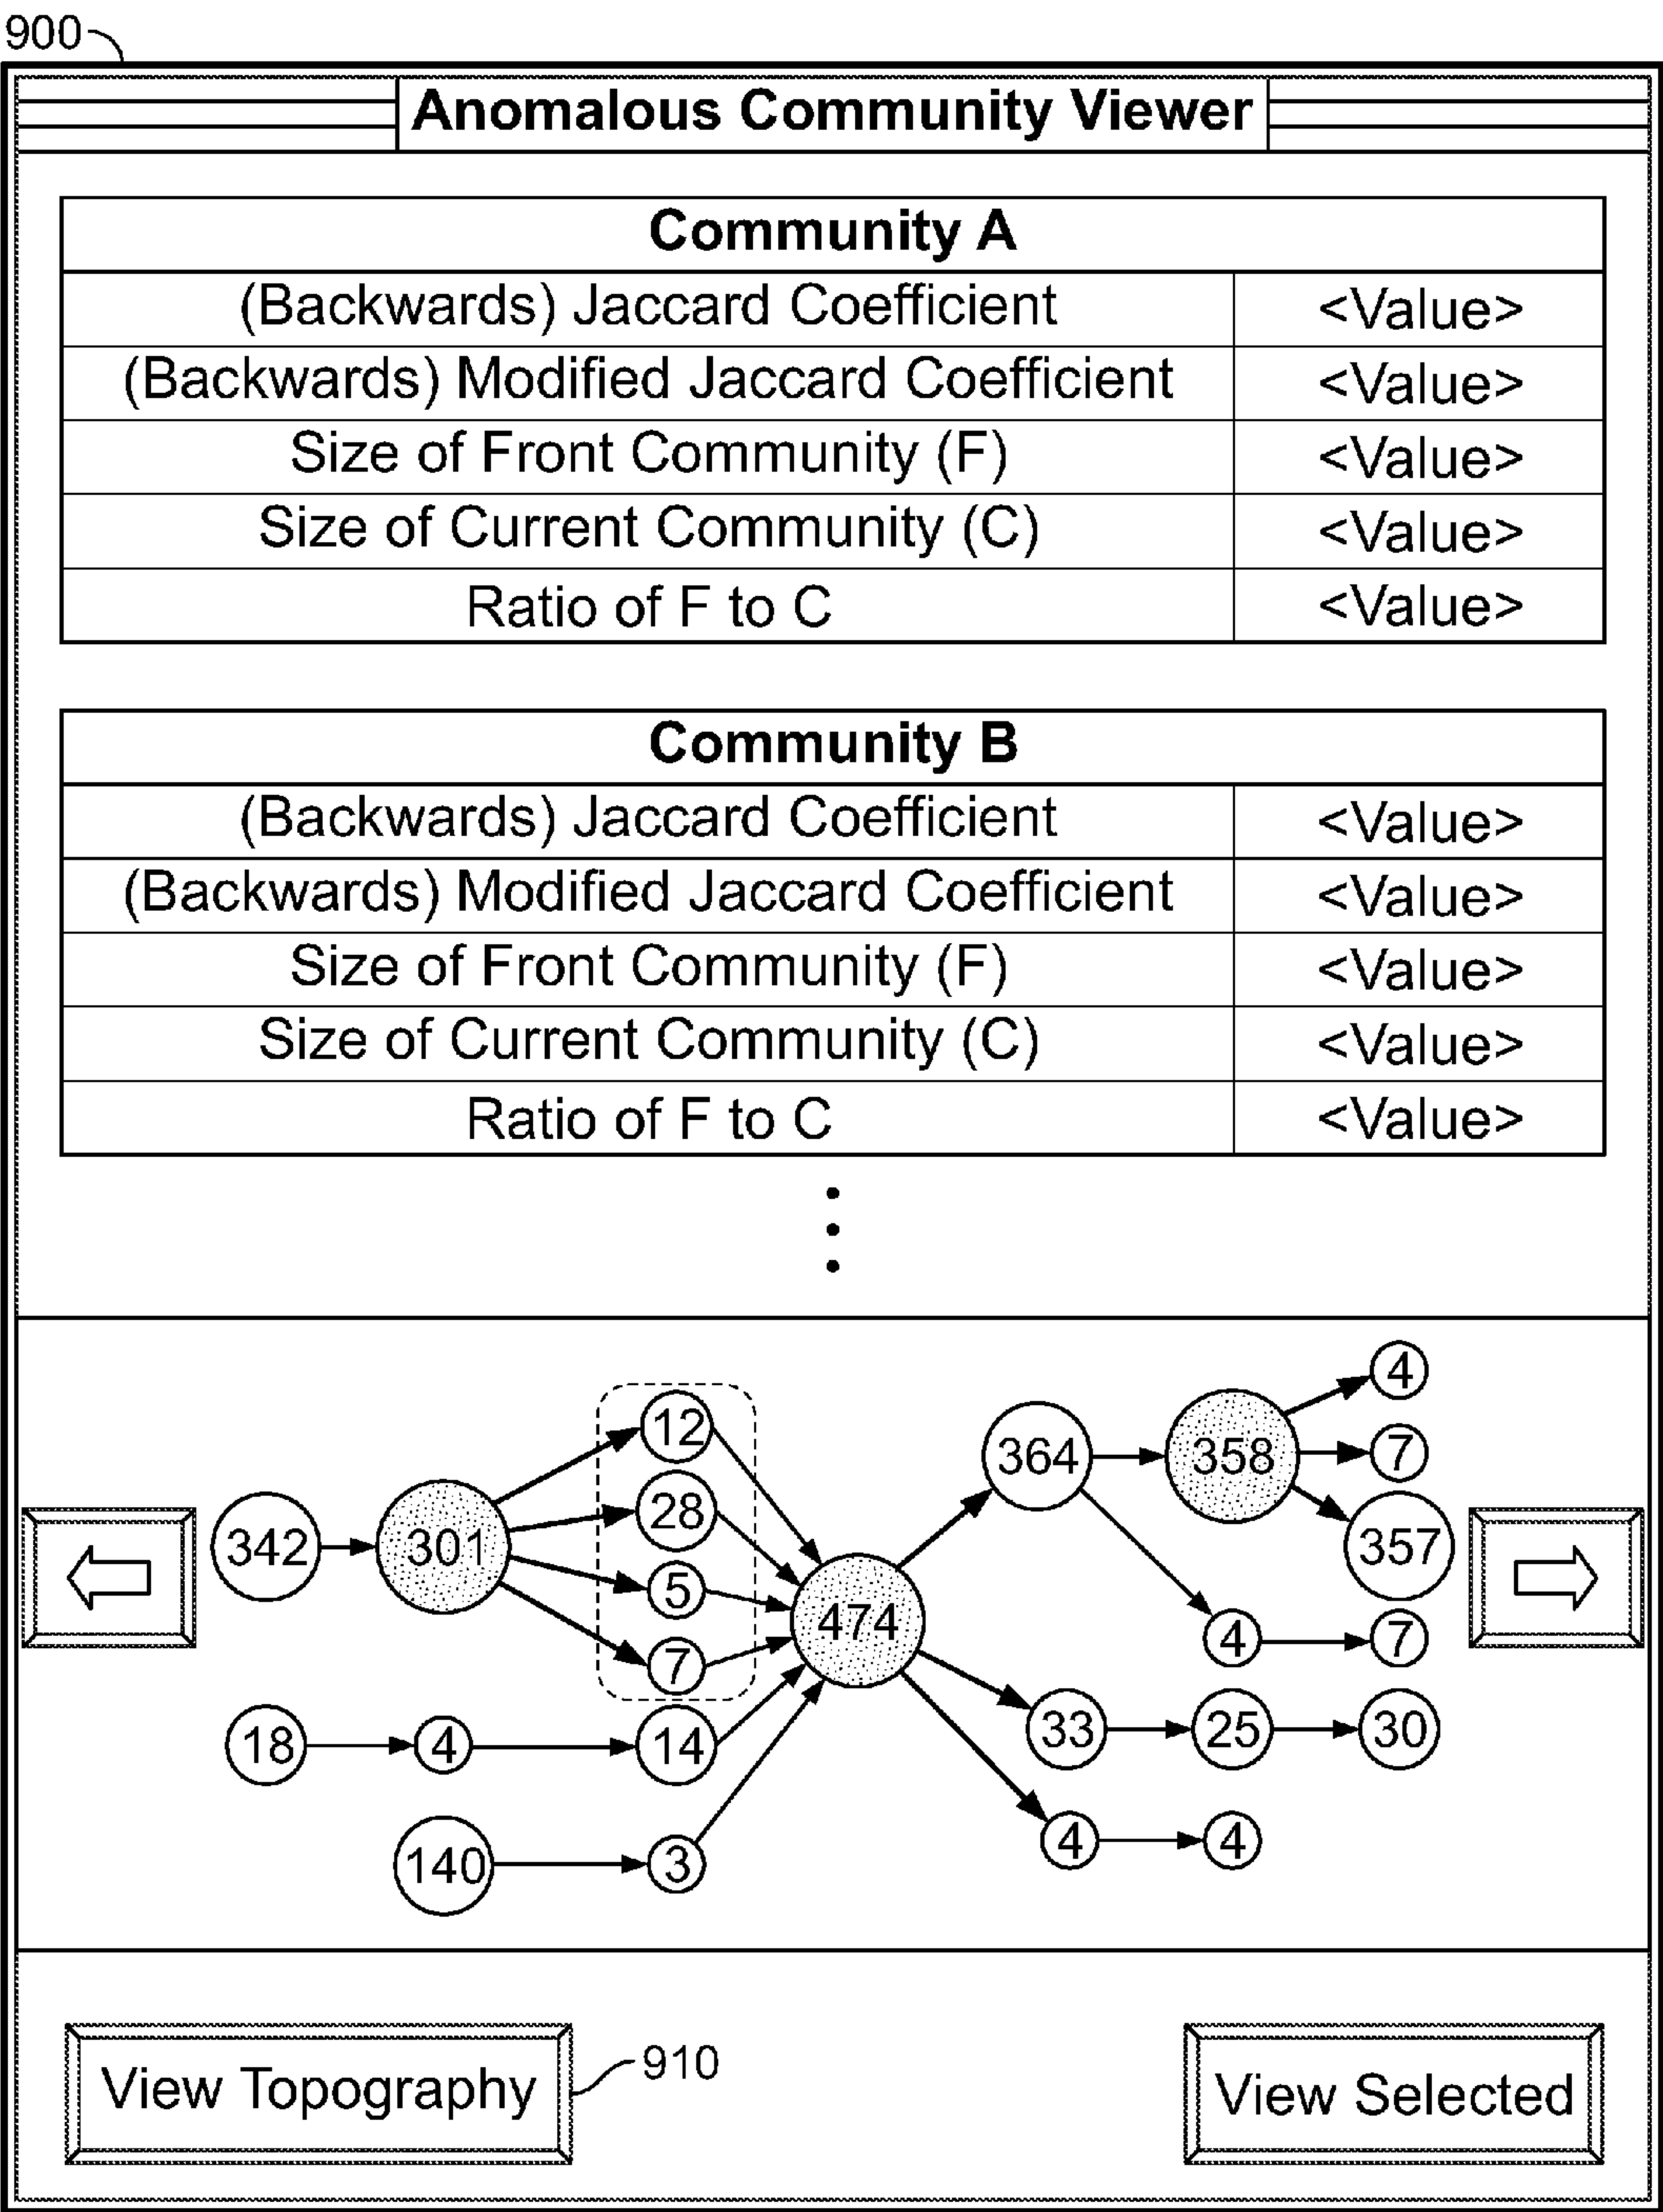 900
Anomalous Community Viewer
Community A
(Backwards) Jaccard Coefficient <Value>
(Backwards) Modified Jaccard Coefficient <Value>
Size of Front Community (F) <Value>
Size of Current Community (C) <Value>
Ratio of F to C <Value>
Community B
(Backwards) Jaccard Coefficient <Value>
(Backwards) Modified Jaccard Coefficient <Value>
Size of Front Community (F) <Value>
Size of Current Community (C) <Value>
Ratio of F to C <Value>
4
12
364 358 7
28
342 301 357
5
474
7 4 7
18 4 14 33 25 30
140 3 4 4
View Topography 910
View Selected